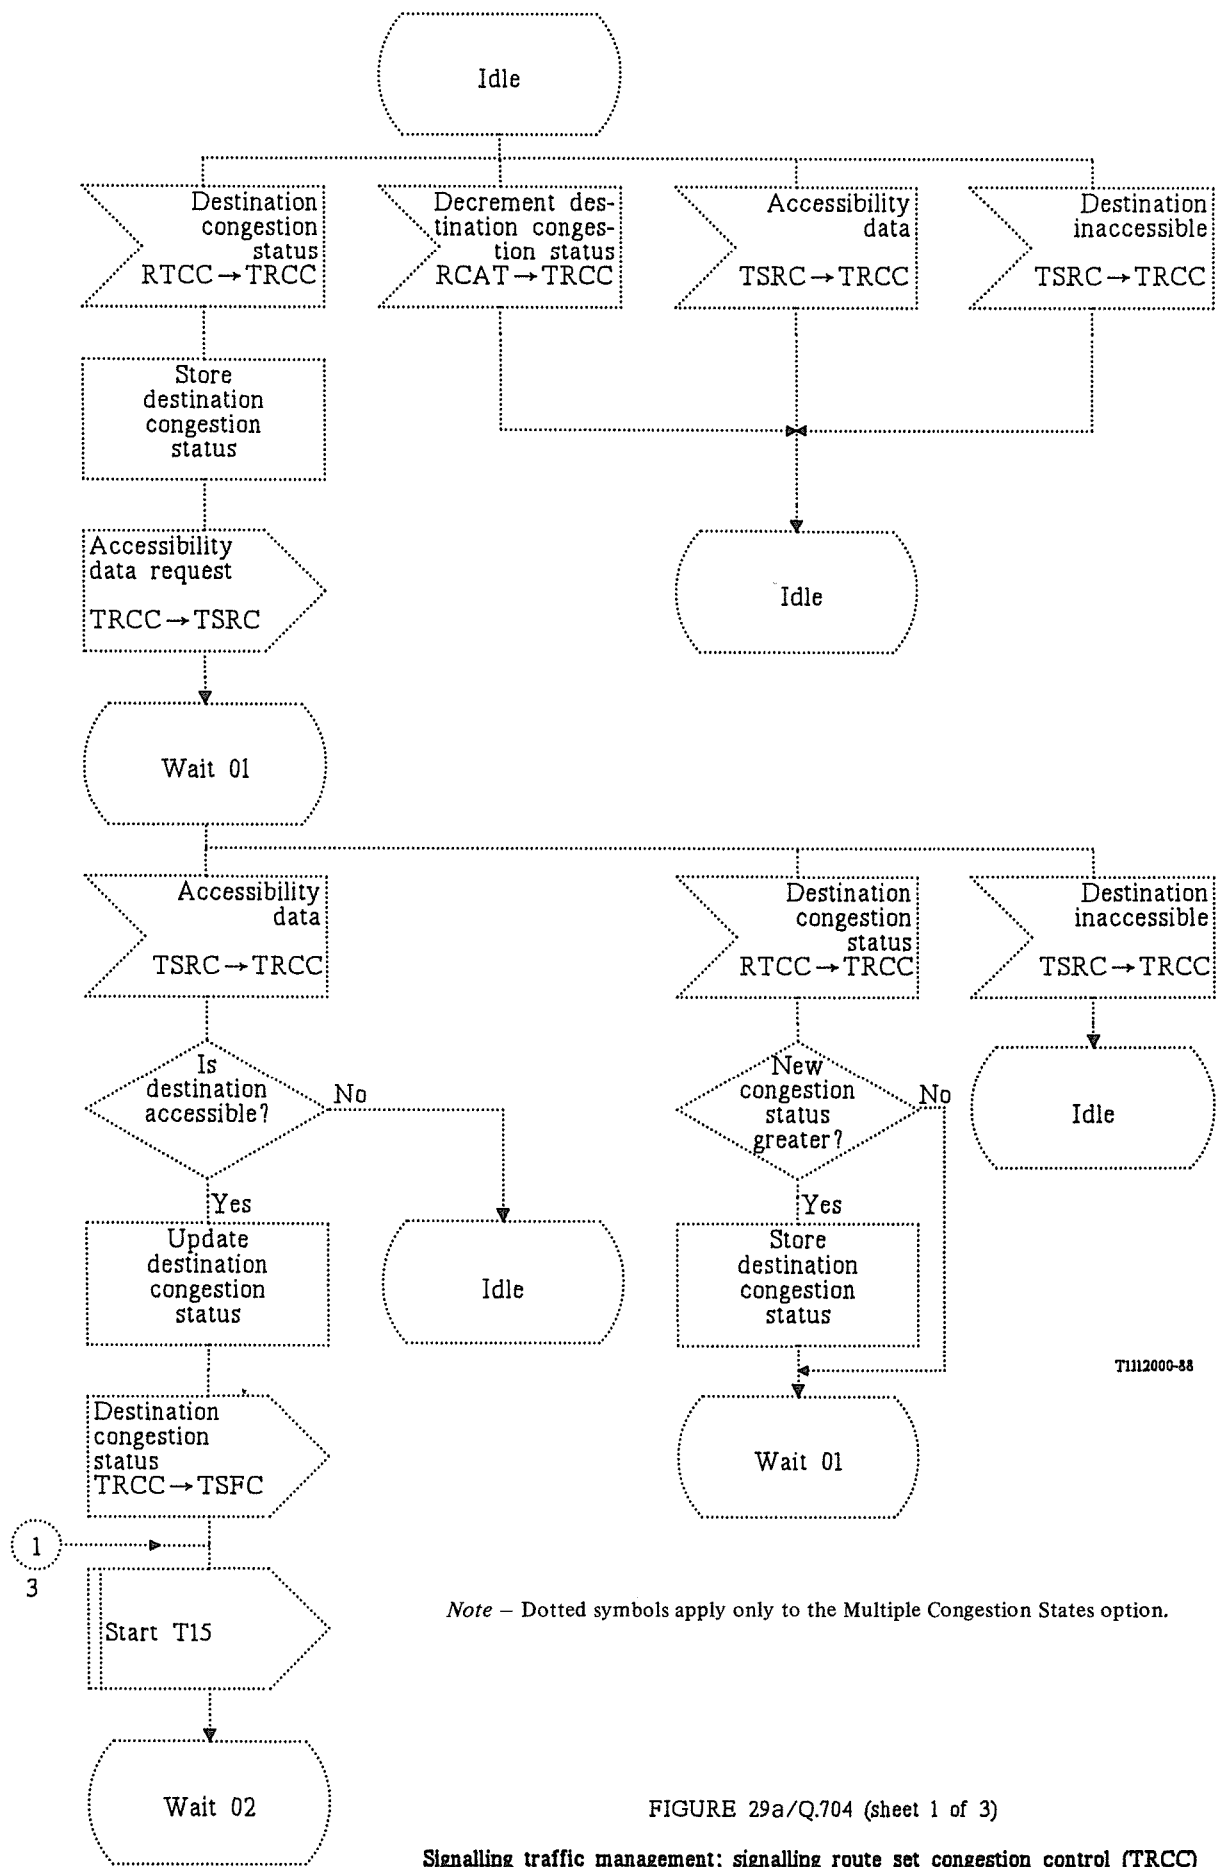 Idle
Destination
congestion
status
RTCC → TRCC
Decrement des-
tination conges-
tion status
RCAT → TRCC
Accessibility
data
TSRC → TRCC
Destination
inaccessible
TSRC → TRCC
Store
destination
congestion
status
Accessibility
data request
TRCC → TSRC
Idle
Wait 01
Accessibility
data
TSRC → TRCC
Destination
congestion
status
RTCC → TRCC
Destination
inaccessible
TSRC → TRCC
Is
destination
accessible?
No
Yes
New
congestion
status
greater?
No
Yes
Idle
Update
destination
congestion
status
Idle
Store
destination
congestion
status
T1112000-88
Destination
congestion
status
TRCC → TSFC
Wait 01
1
3
Start T15
Note – Dotted symbols apply only to the Multiple Congestion States option.
Wait 02
FIGURE 29a/Q.704 (sheet 1 of 3)
Signalling traffic management; signalling route set congestion control (TRCC)